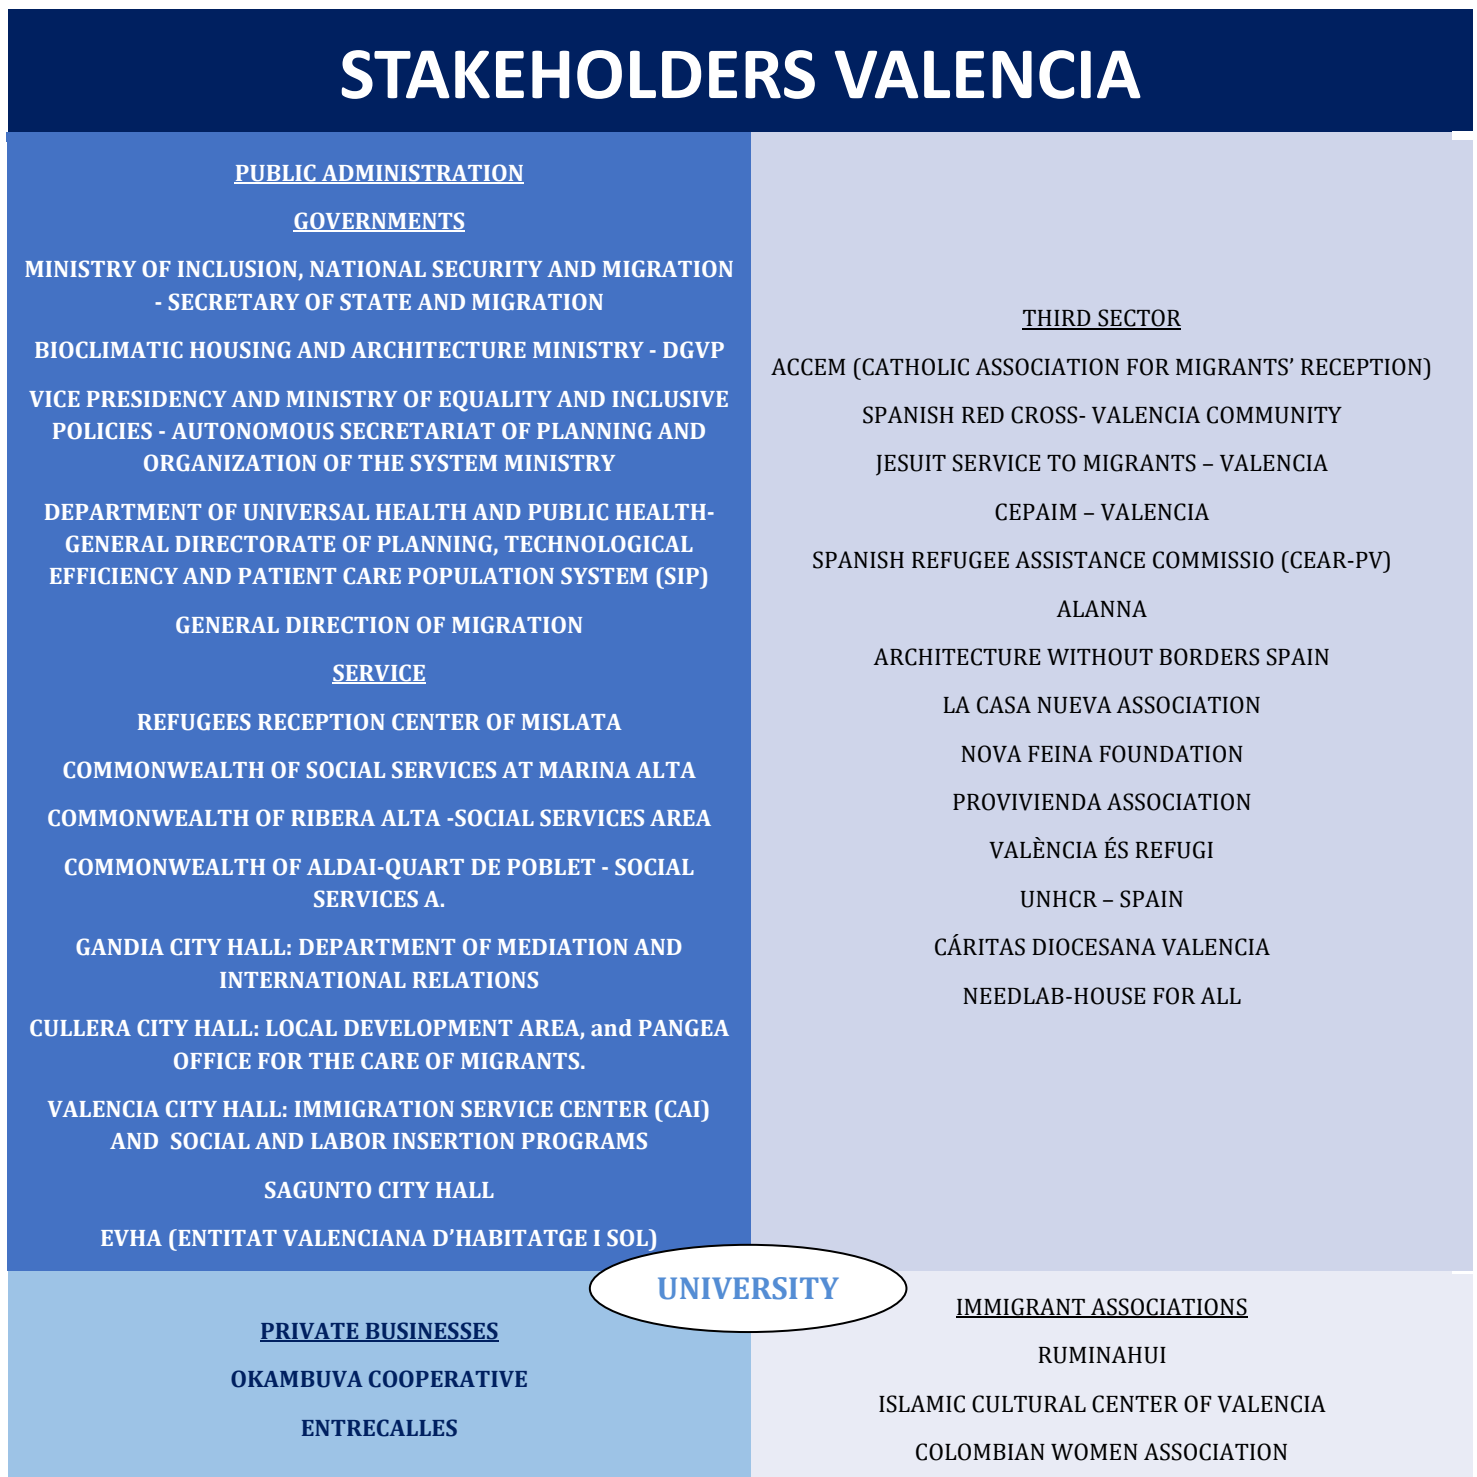 STAKEHOLDERS VALENCIA
PUBLIC ADMINISTRATION
GOVERNMENTS
MINISTRY OF INCLUSION, NATIONAL SECURITY AND MIGRATION
- SECRETARY OF STATE AND MIGRATION
BIOCLIMATIC HOUSING AND ARCHITECTURE MINISTRY - DGVP
VICE PRESIDENCY AND MINISTRY OF EQUALITY AND INCLUSIVE
POLICIES - AUTONOMOUS SECRETARIAT OF PLANNING AND
ORGANIZATION OF THE SYSTEM MINISTRY
DEPARTMENT OF UNIVERSAL HEALTH AND PUBLIC HEALTH-
GENERAL DIRECTORATE OF PLANNING, TECHNOLOGICAL
EFFICIENCY AND PATIENT CARE POPULATION SYSTEM (SIP)
GENERAL DIRECTION OF MIGRATION
SERVICE
REFUGEES RECEPTION CENTER OF MISLATA
COMMONWEALTH OF SOCIAL SERVICES AT MARINA ALTA
COMMONWEALTH OF RIBERA ALTA -SOCIAL SERVICES AREA
COMMONWEALTH OF ALDAI-QUART DE POBLET - SOCIAL
SERVICES A.
GANDIA CITY HALL: DEPARTMENT OF MEDIATION AND
INTERNATIONAL RELATIONS
CULLERA CITY HALL: LOCAL DEVELOPMENT AREA, and PANGEA
OFFICE FOR THE CARE OF MIGRANTS.
VALENCIA CITY HALL: IMMIGRATION SERVICE CENTER (CAI)
AND SOCIAL AND LABOR INSERTION PROGRAMS
SAGUNTO CITY HALL
EVHA (ENTITAT VALENCIANA D’HABITATGE I SOL)
THIRD SECTOR
ACCEM (CATHOLIC ASSOCIATION FOR MIGRANTS’ RECEPTION)
SPANISH RED CROSS- VALENCIA COMMUNITY
JESUIT SERVICE TO MIGRANTS – VALENCIA
CEPAIM – VALENCIA
SPANISH REFUGEE ASSISTANCE COMMISSIO (CEAR-PV)
ALANNA
ARCHITECTURE WITHOUT BORDERS SPAIN
LA CASA NUEVA ASSOCIATION
NOVA FEINA FOUNDATION
PROVIVIENDA ASSOCIATION
VALÈNCIA ÉS REFUGI
UNHCR – SPAIN
CÁRITAS DIOCESANA VALENCIA
NEEDLAB-HOUSE FOR ALL
UNIVERSITY
PRIVATE BUSINESSES
OKAMBUVA COOPERATIVE
ENTRECALLES
IMMIGRANT ASSOCIATIONS
RUMINAHUI
ISLAMIC CULTURAL CENTER OF VALENCIA
COLOMBIAN WOMEN ASSOCIATION